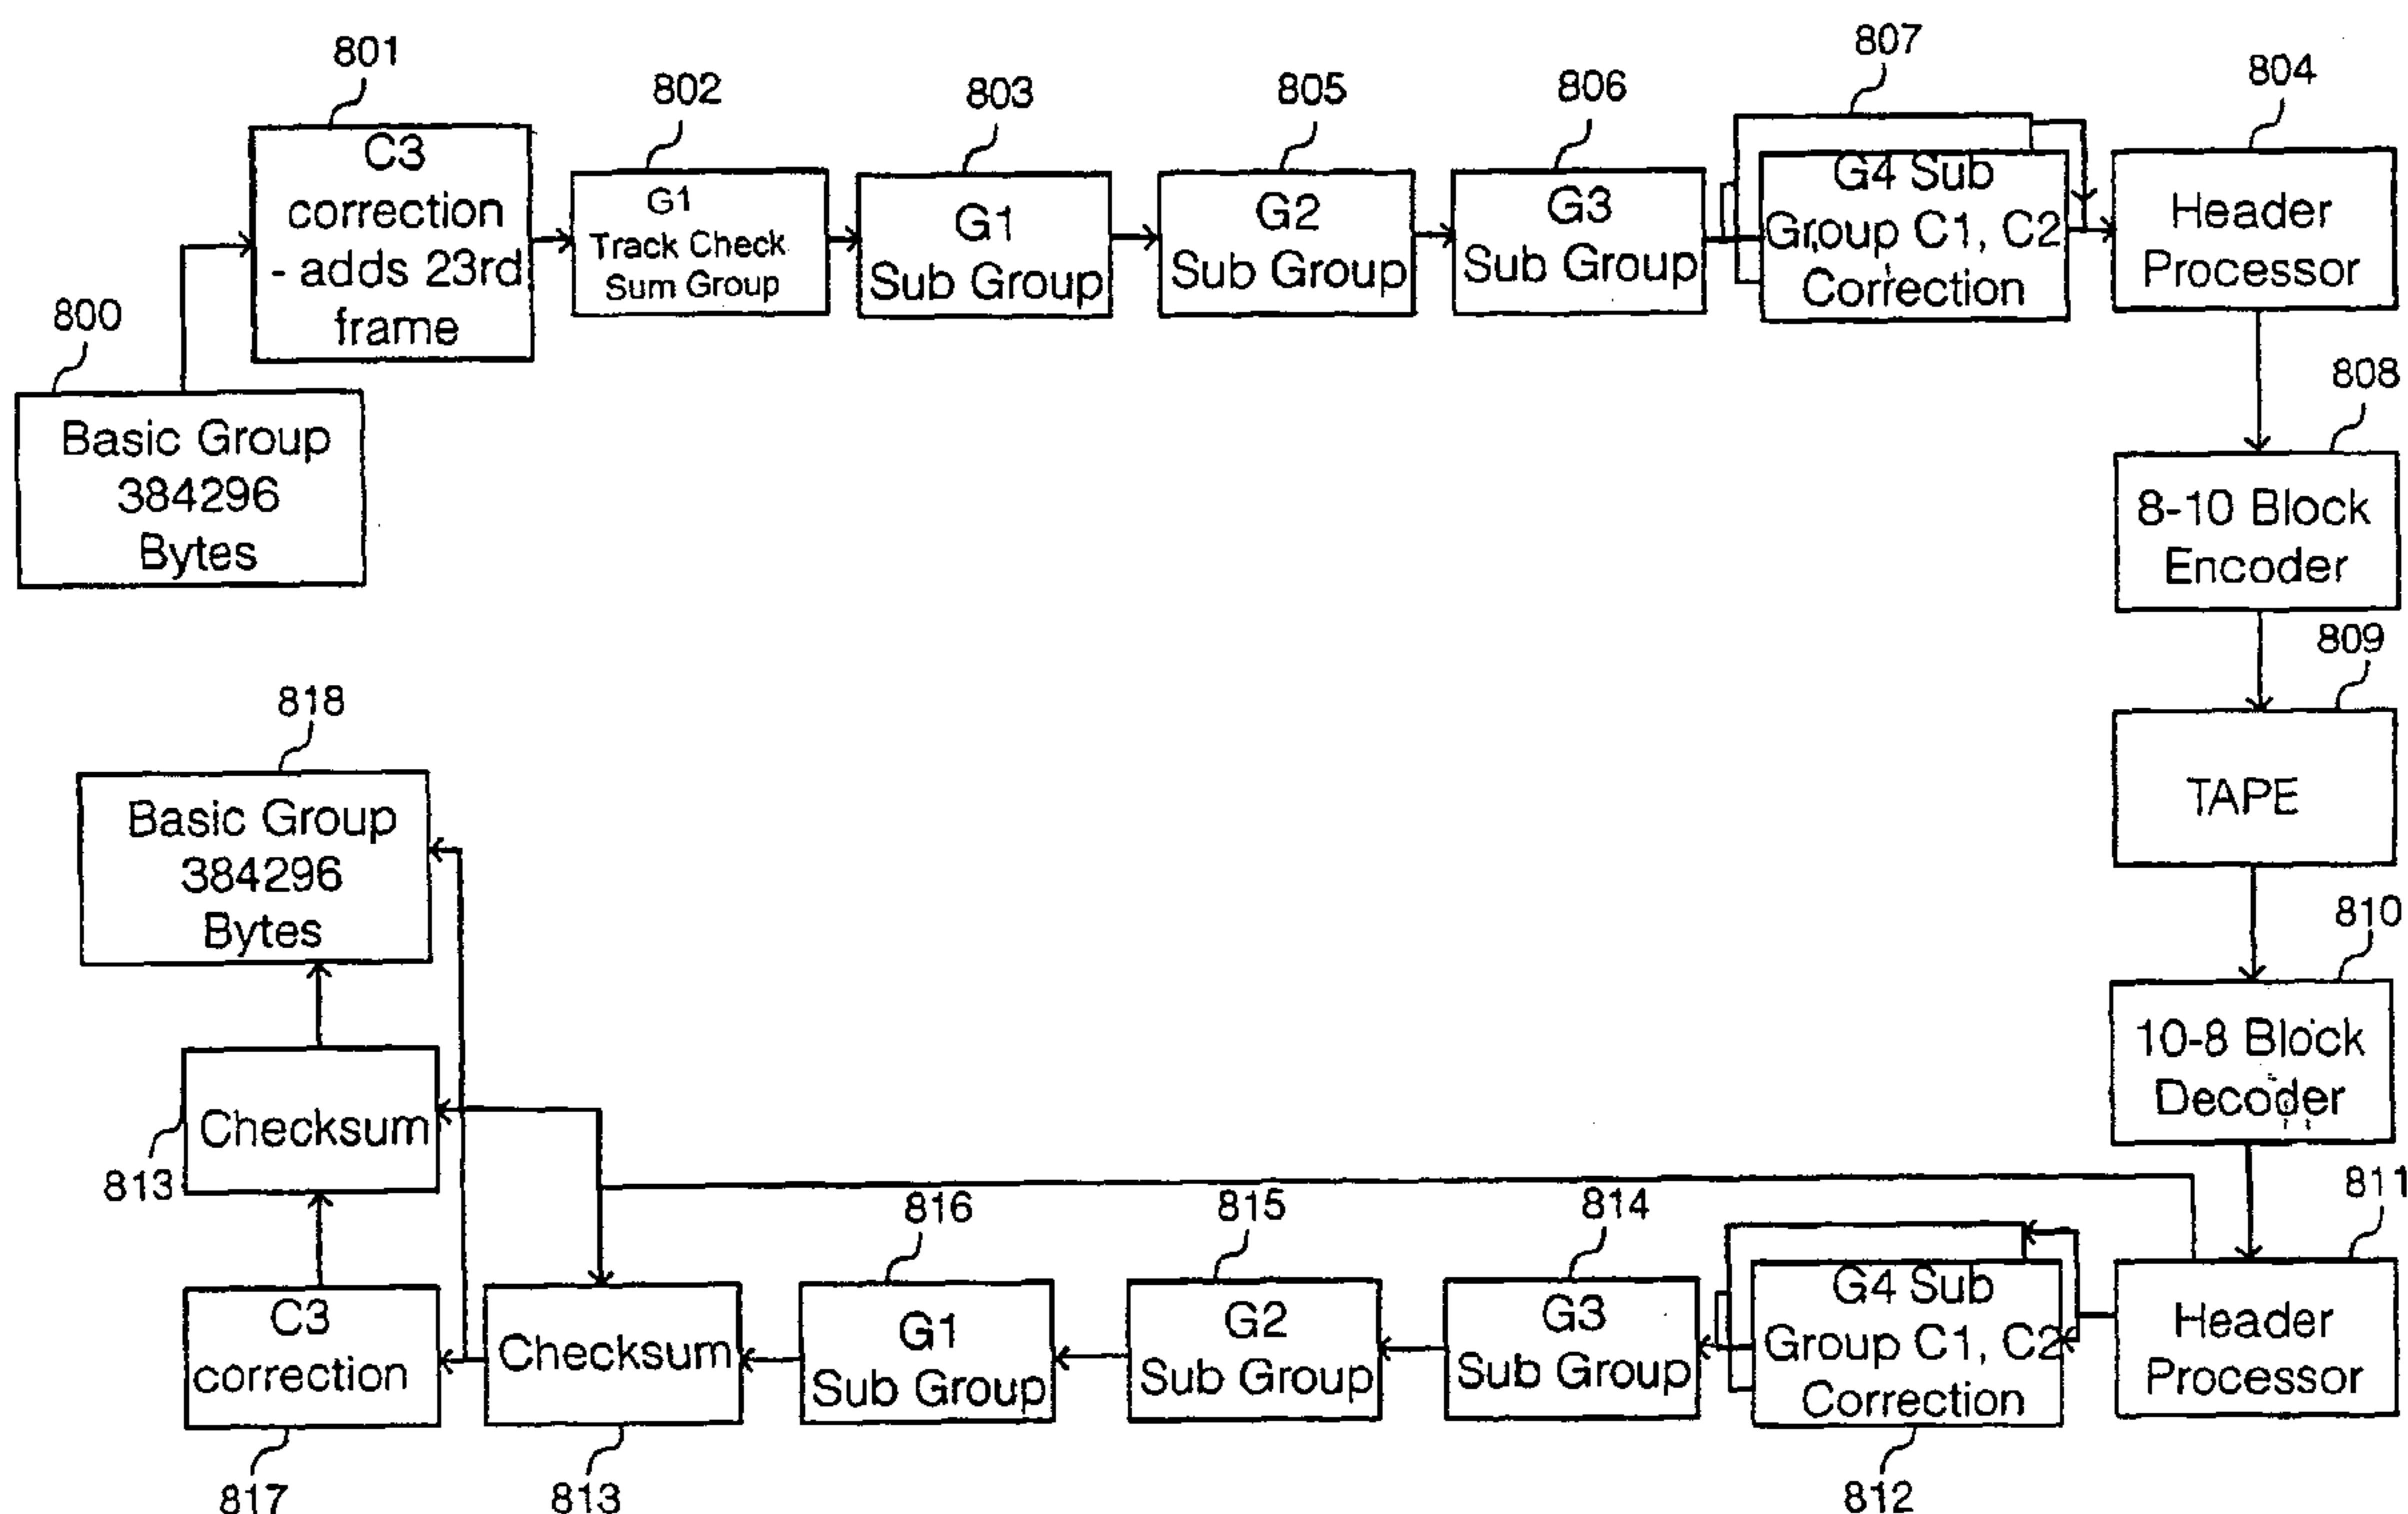 801
C3
correction
- adds 23rd
frame
802
G1
Track Check
Sum Group
803
G1
Sub Group
805
G2
Sub Group
806
G3
Sub Group
807
G4 Sub
Group C1, C2
Correction
804
Header
Processor
800
Basic Group
384296
Bytes
808
8-10 Block
Encoder
809
TAPE
810
10-8 Block
Decoder
811
Header
Processor
812
G4 Sub
Group C1, C2
Correction
814
G3
Sub Group
815
G2
Sub Group
816
G1
Sub Group
813
Checksum
817
C3
correction
813
Checksum
818
Basic Group
384296
Bytes